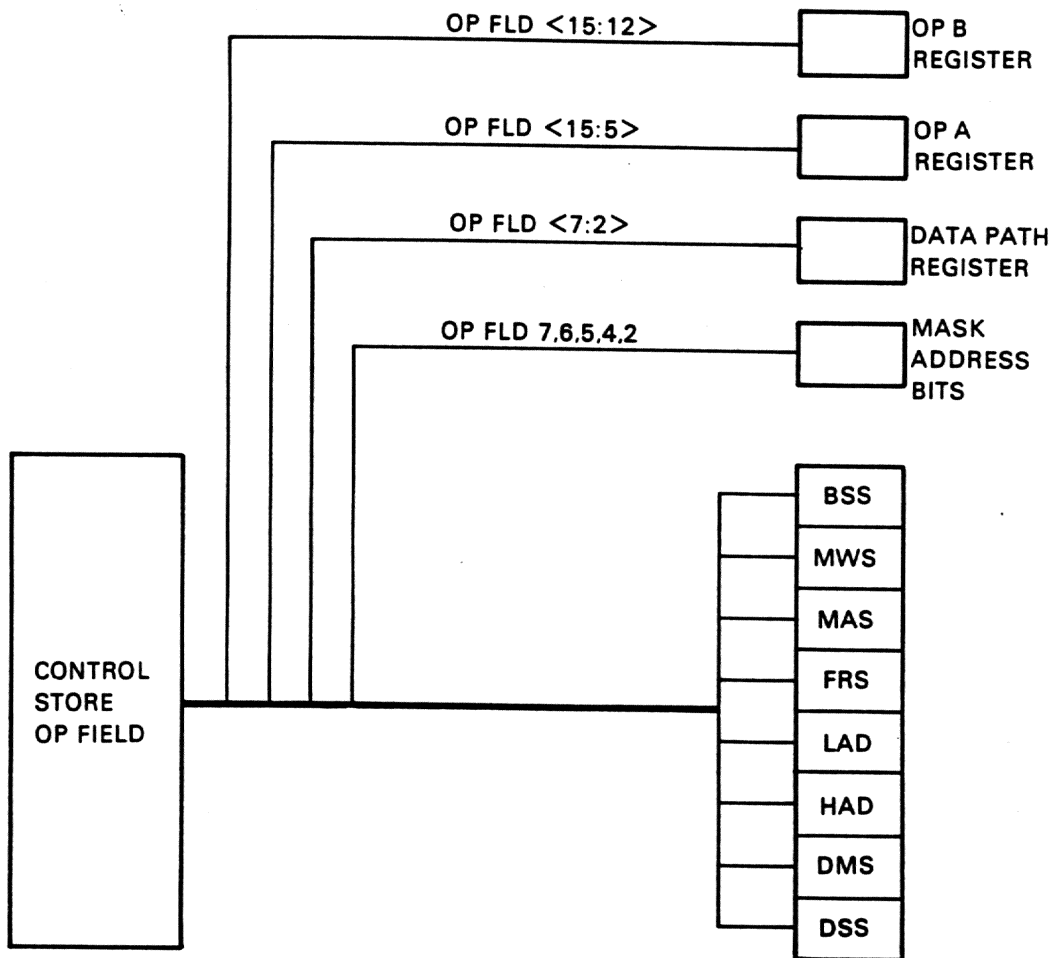 OP FLD <15:12>
OP B
REGISTER
OP FLD <15:5>
OP A
REGISTER
OP FLD <7:2>
DATA PATH
REGISTER
OP FLD 7,6,5,4,2
MASK
ADDRESS
BITS
CONTROL
STORE
OP FIELD
BSS
MWS
MAS
FRS
LAD
HAD
DMS
DSS